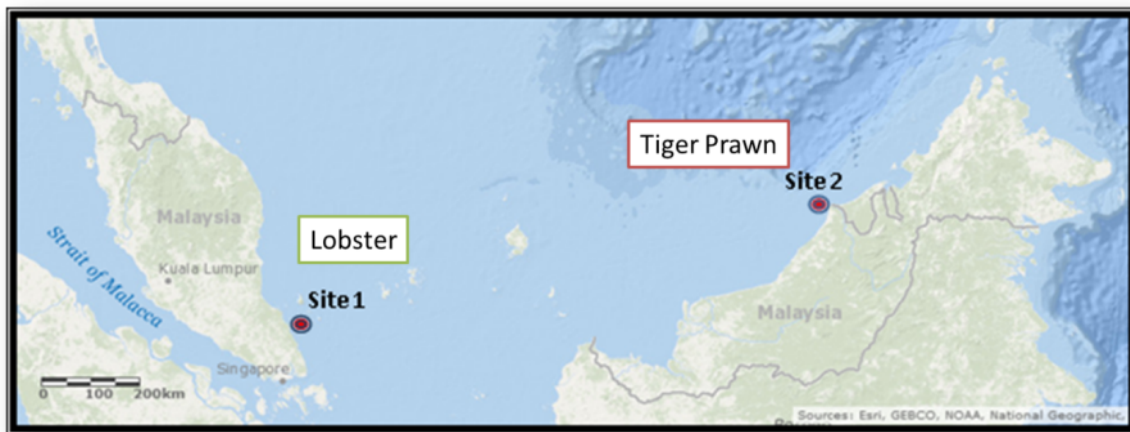 Tiger Prawn
Site 2
Malaysia
Lobster
Kuala Lumpur
Strait of Malacca
Site 1
Malaysia
Singapore
0 100 200km
Sources: Esri, GEBCO, NOAA, National Geographic,